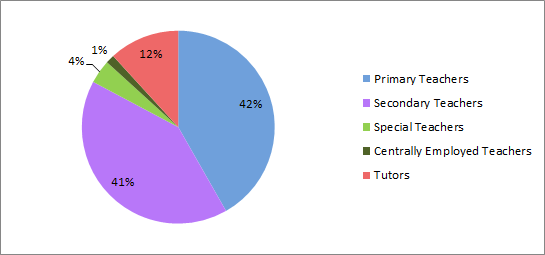 1%
12%
4%
42%
41%
Primary Teachers
Secondary Teachers
Special Teachers
Centrally Employed Teachers
Tutors